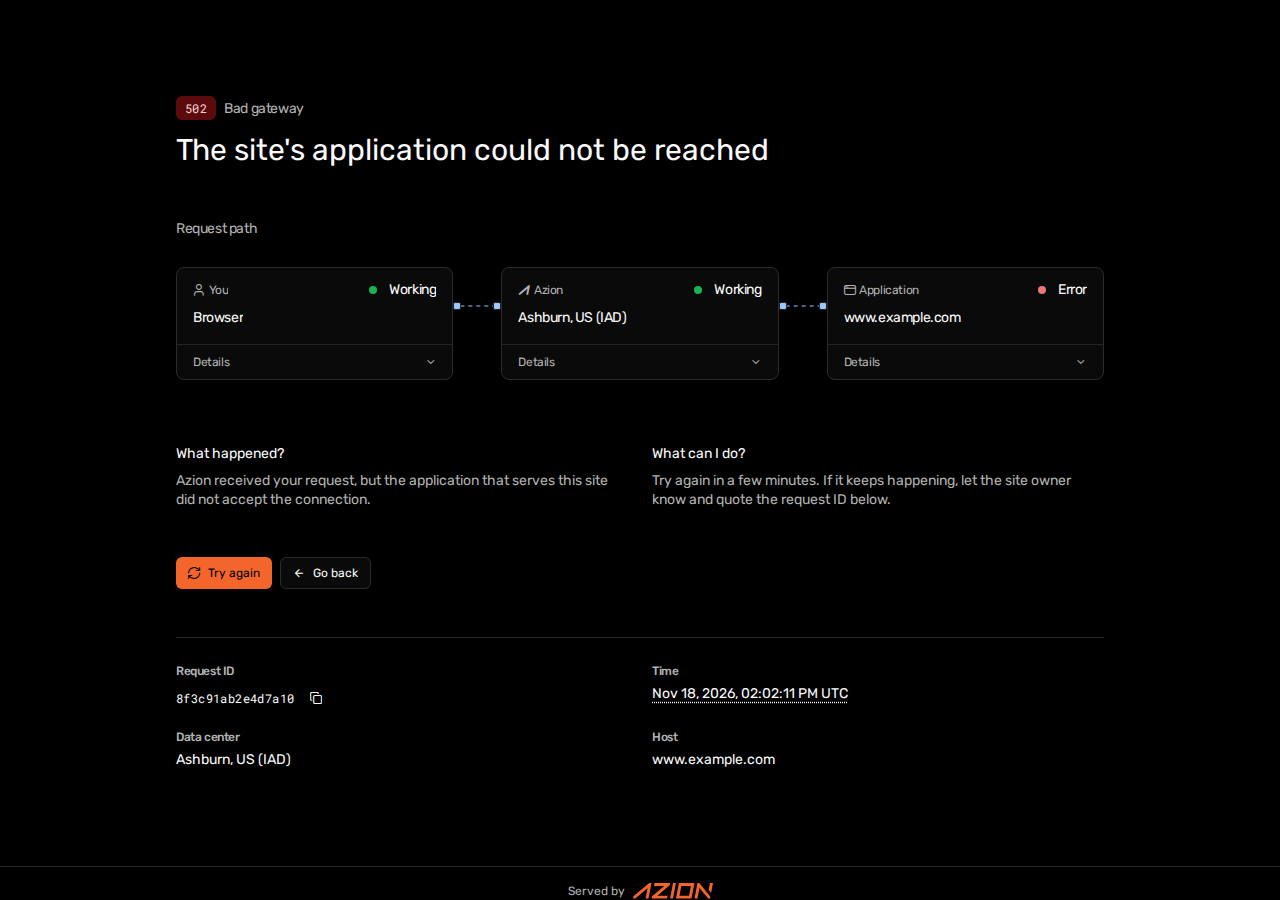 502 Bad gateway
The site's application could not be reached
Request path
You Working
Browser
Details
Azion Working
Ashburn, US (IAD)
Details
Application Error
www.example.com
Details
What happened?
Azion received your request, but the application that serves this site
did not accept the connection.
What can I do?
Try again in a few minutes. If it keeps happening, let the site owner
know and quote the request ID below.
Try again
Go back
Request ID
8f3c91ab2e4d7a10
Time
Nov 18, 2026, 02:02:11 PM UTC
Data center
Ashburn, US (IAD)
Host
www.example.com
Served by AZION